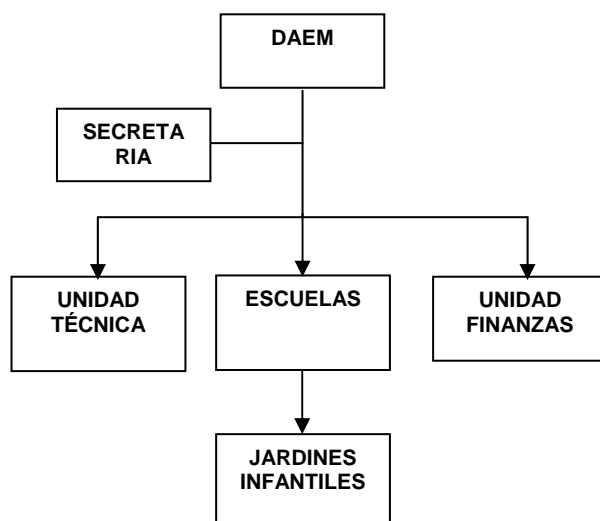 DAEM
SECRETA
RIA
UNIDAD
TÉCNICA
ESCUELAS
UNIDAD
FINANZAS
JARDINES
INFANTILES